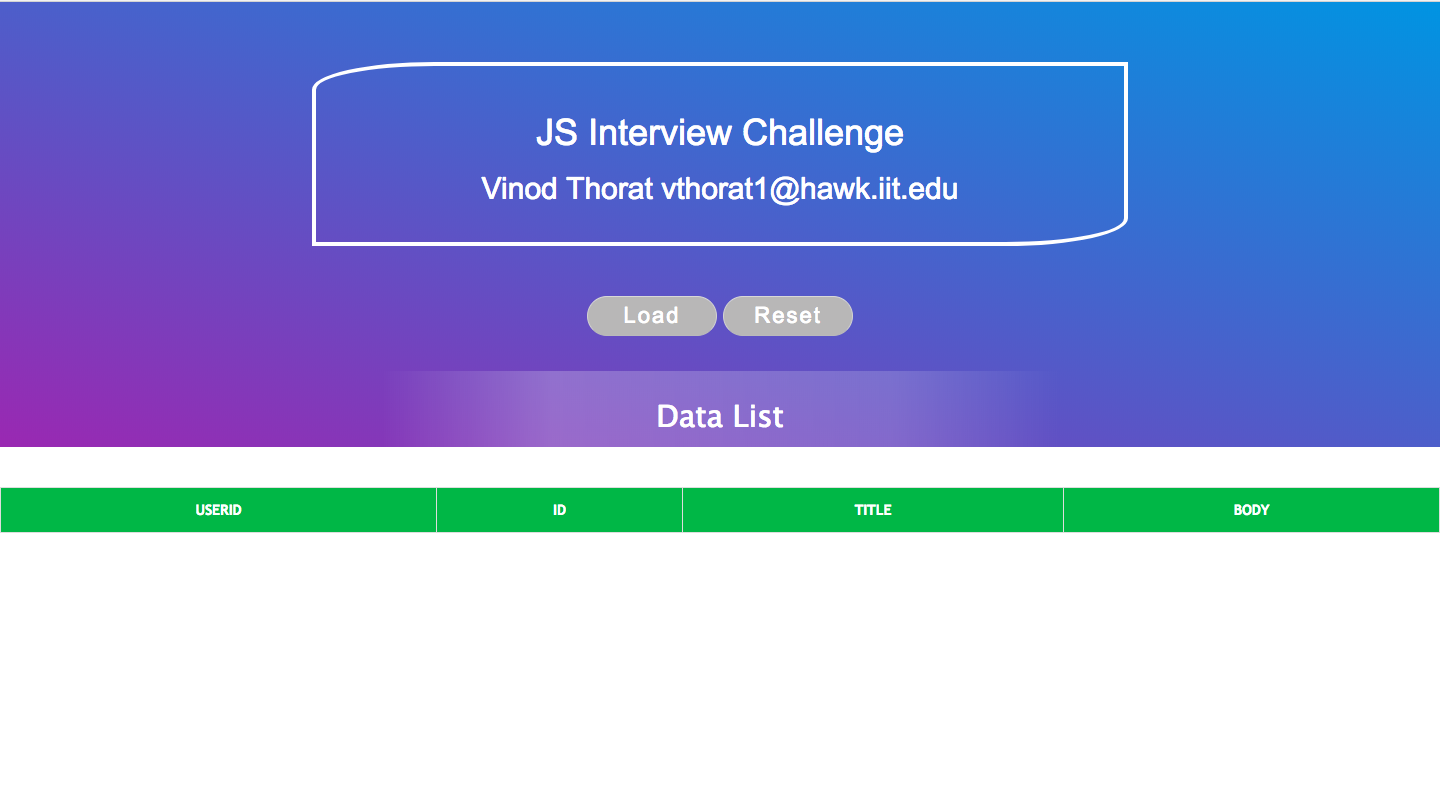 JS Interview Challenge
Vinod Thorat vthorat1@hawk.iit.edu
Load Reset
Data List
USERID ID TITLE BODY